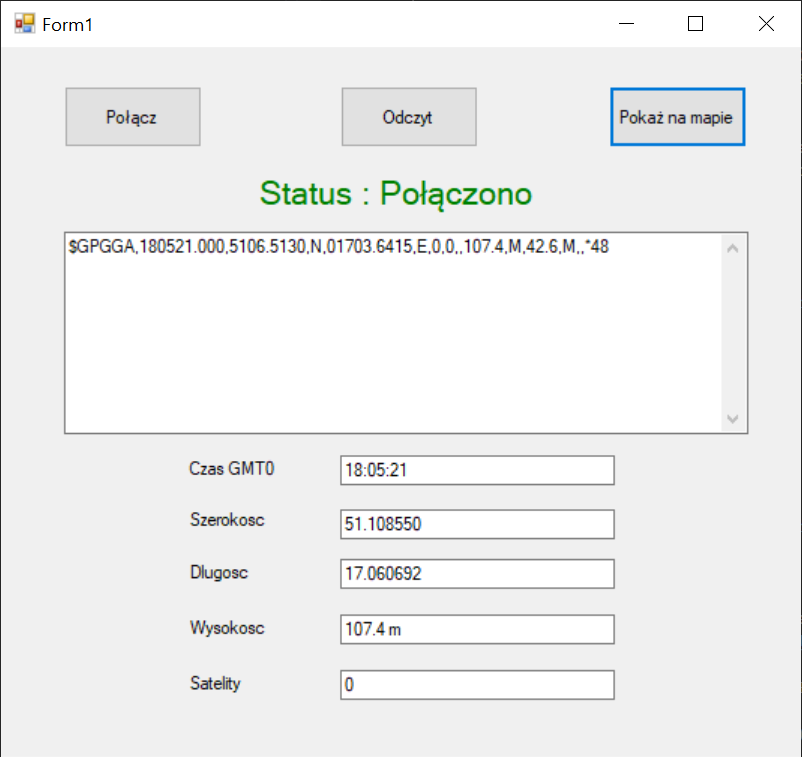 Form1
Połącz Odczyt Pokaż na mapie
Status : Połączono
$GPGGA,180521.000,5106.5130,N,01703.6415,E,0,0,,107.4,M,42.6,M,,*48
Czas GMT0 18:05:21
Szerokosc 51.108550
Dlugosc 17.060692
Wysokosc 107.4 m
Satelity 0